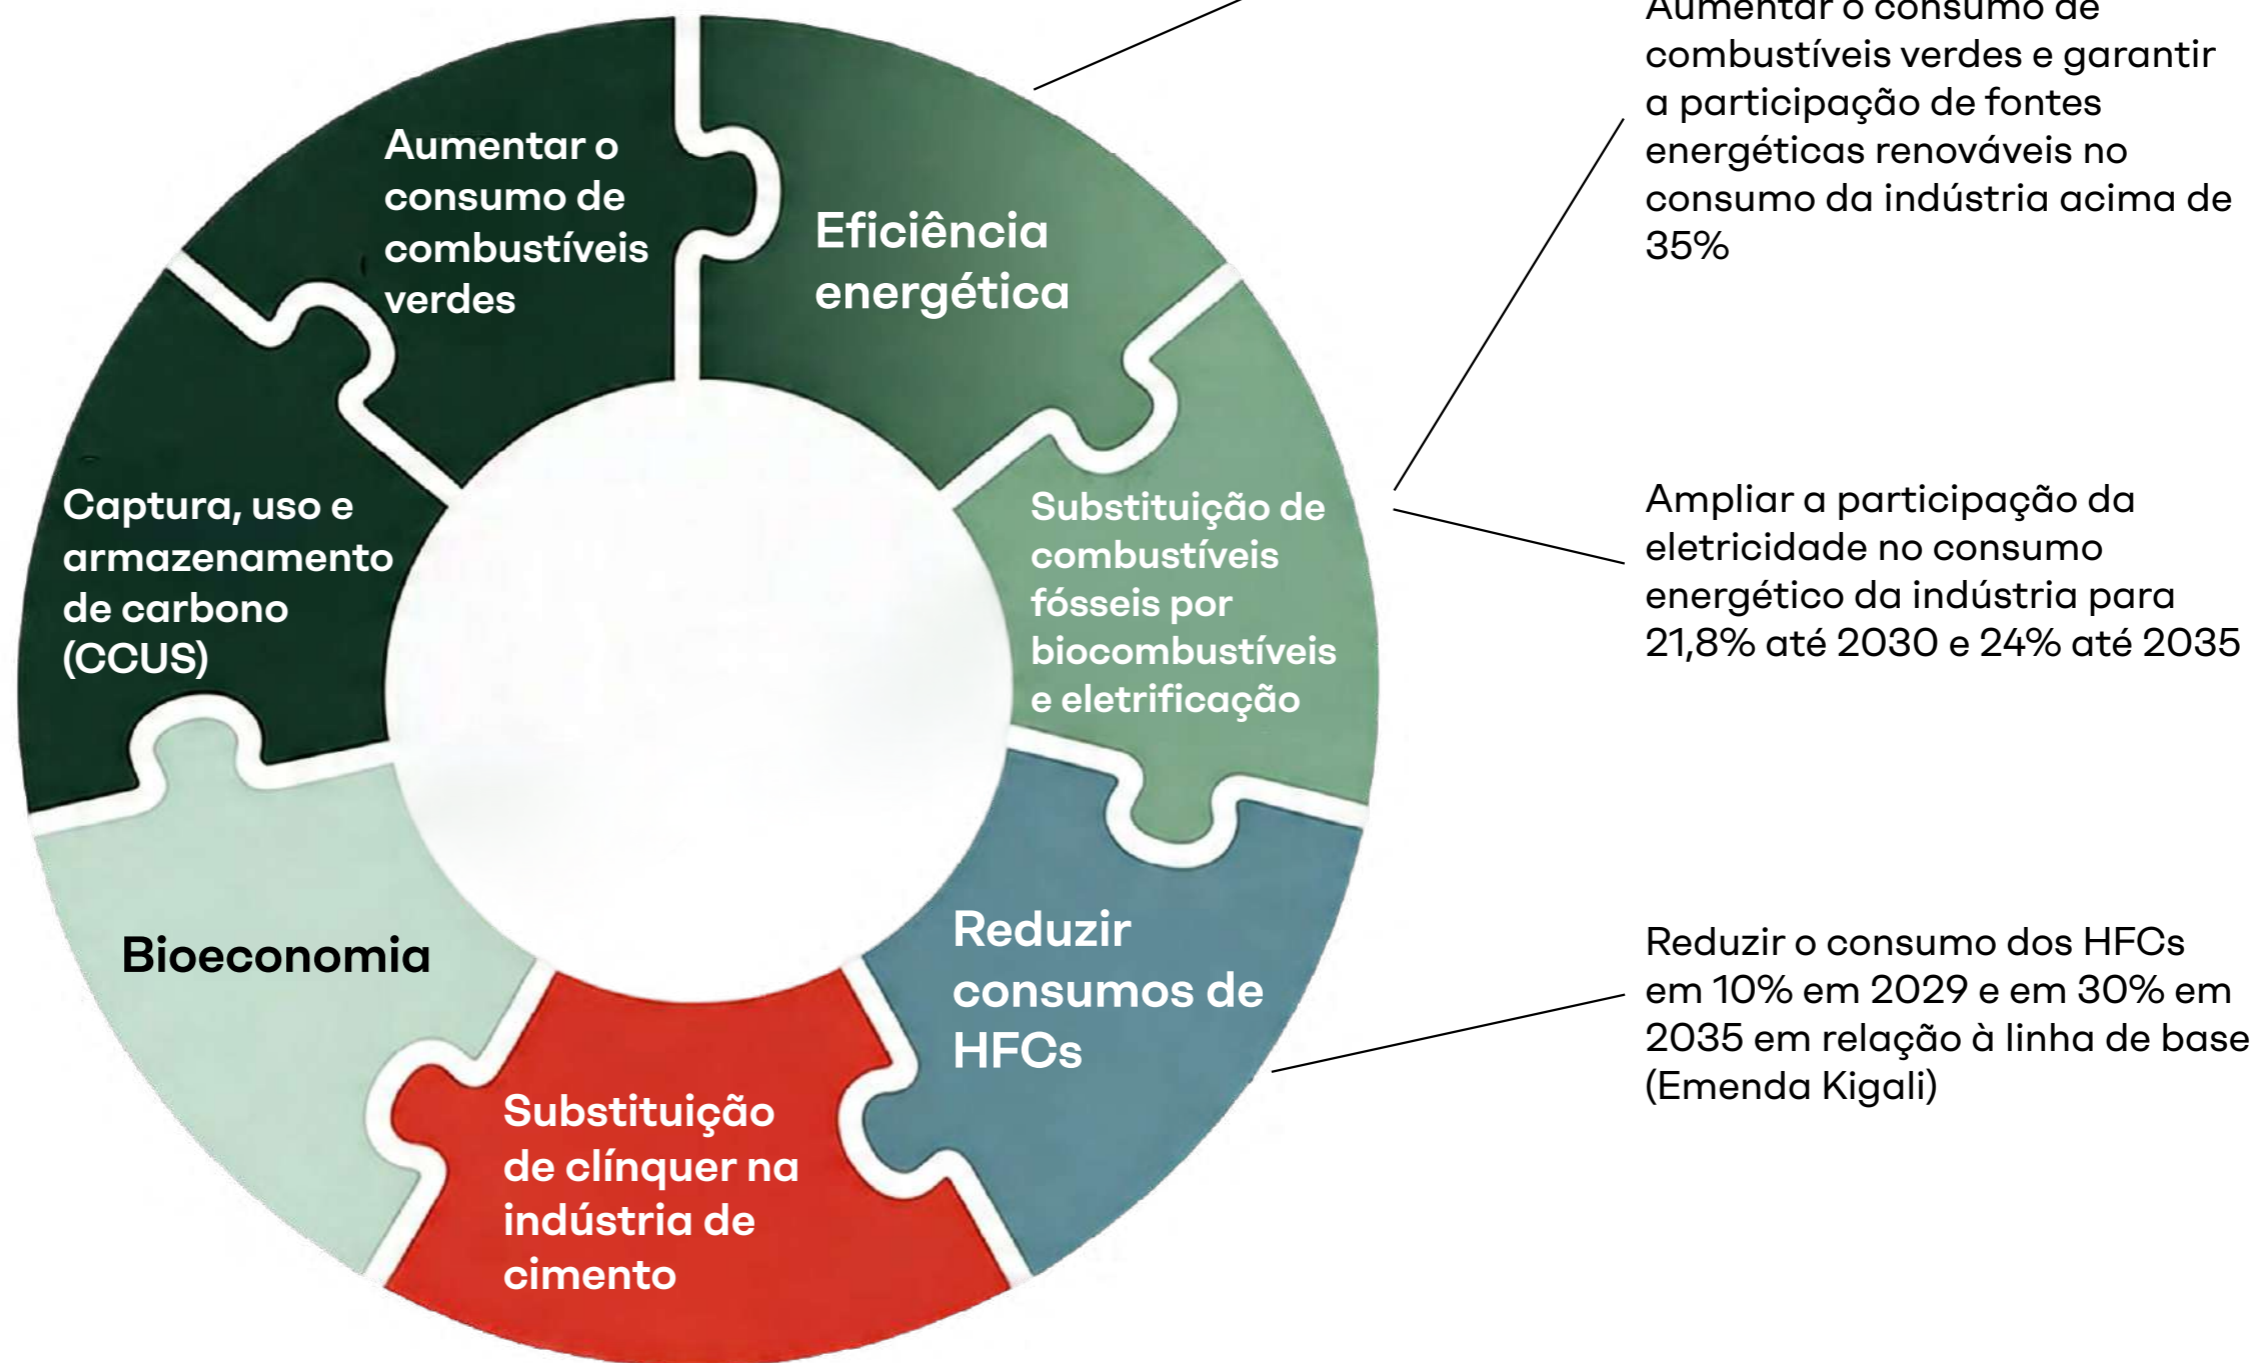 Aumentar o
consumo de
combustíveis
verdes
Eficiência
energética
Captura, uso e
armazenamento
de carbono
(CCUS)
Substituição de
combustíveis
fósseis por
biocombustíveis
e eletrificação
Bioeconomia
Reduzir
consumos de
HFCs
Substituição
de clínquer na
indústria de
cimento
Aumentar o consumo de
combustíveis verdes e garantir
a participação de fontes
energéticas renováveis no
consumo da indústria acima de
35%
Ampliar a participação da
eletricidade no consumo
energético da indústria para
21,8% até 2030 e 24% até 2035
Reduzir o consumo dos HFCs
em 10% em 2029 e em 30% em
2035 em relação à linha de base
(Emenda Kigali)